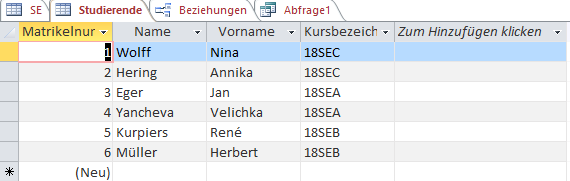 SE Studierende Beziehungen Abfrage1
Matrikelnur Name Vorname Kursbezeich Zum Hinzufügen klicken
1 Wolff Nina 18SEC
2 Hering Annika 18SEC
3 Eger Jan 18SEA
4 Yancheva Velichka 18SEA
5 Kurpiers René 18SEB
6 Müller Herbert 18SEB
(Neu)